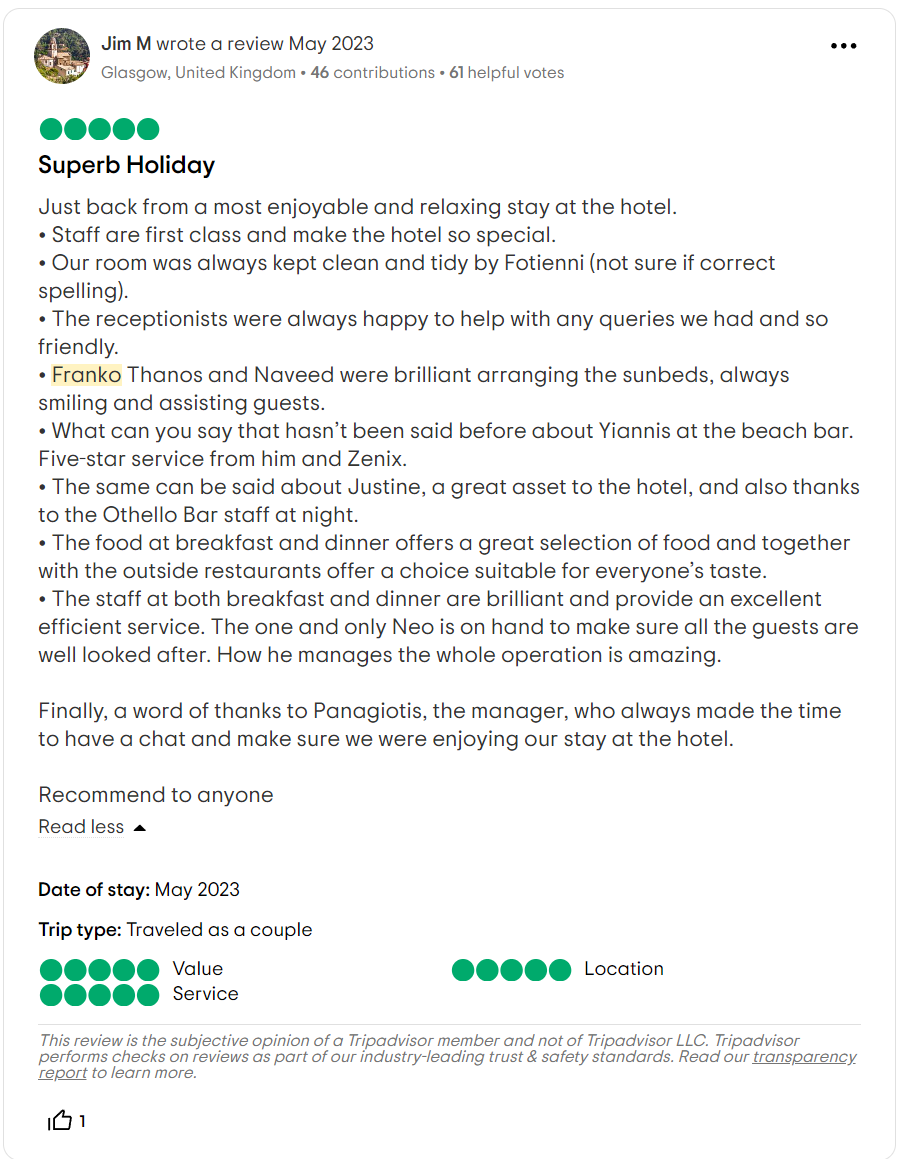 Jim M wrote a review May 2023
Glasgow, United Kingdom • 46 contributions • 61 helpful votes
Superb Holiday
Just back from a most enjoyable and relaxing stay at the hotel.
• Staff are first class and make the hotel so special.
• Our room was always kept clean and tidy by Fotienni (not sure if correct
spelling).
• The receptionists were always happy to help with any queries we had and so
friendly.
• Franko Thanos and Naveed were brilliant arranging the sunbeds, always
smiling and assisting guests.
• What can you say that hasn’t been said before about Yiannis at the beach bar.
Five-star service from him and Zenix.
• The same can be said about Justine, a great asset to the hotel, and also thanks
to the Othello Bar staff at night.
• The food at breakfast and dinner offers a great selection of food and together
with the outside restaurants offer a choice suitable for everyone’s taste.
• The staff at both breakfast and dinner are brilliant and provide an excellent
efficient service. The one and only Neo is on hand to make sure all the guests are
well looked after. How he manages the whole operation is amazing.
Finally, a word of thanks to Panagiotis, the manager, who always made the time
to have a chat and make sure we were enjoying our stay at the hotel.
Recommend to anyone
Read less
Date of stay: May 2023
Trip type: Traveled as a couple
Value
Location
Service
This review is the subjective opinion of a Tripadvisor member and not of Tripadvisor LLC. Tripadvisor
performs checks on reviews as part of our industry-leading trust & safety standards. Read our transparency
report to learn more.
1